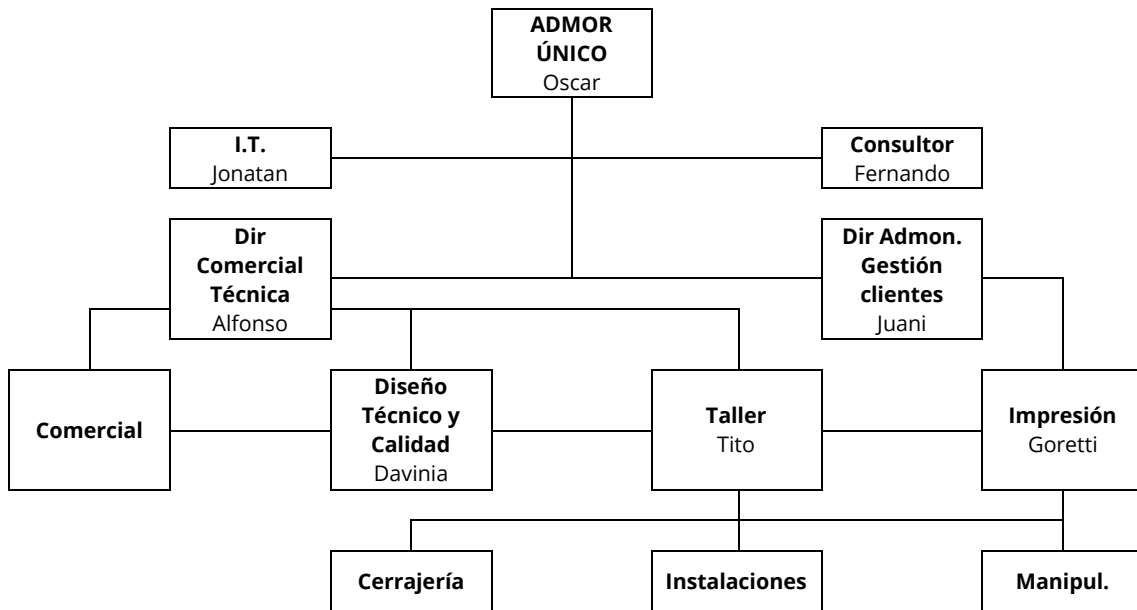 ADMOR
ÚNICO
Oscar
I.T.
Jonatan
Consultor
Fernando
Dir
Comercial
Técnica
Alfonso
Dir Admon.
Gestión
clientes
Juani
Comercial
Diseño
Técnico y
Calidad
Davinia
Taller
Tito
Impresión
Goretti
Cerrajería
Instalaciones
Manipul.